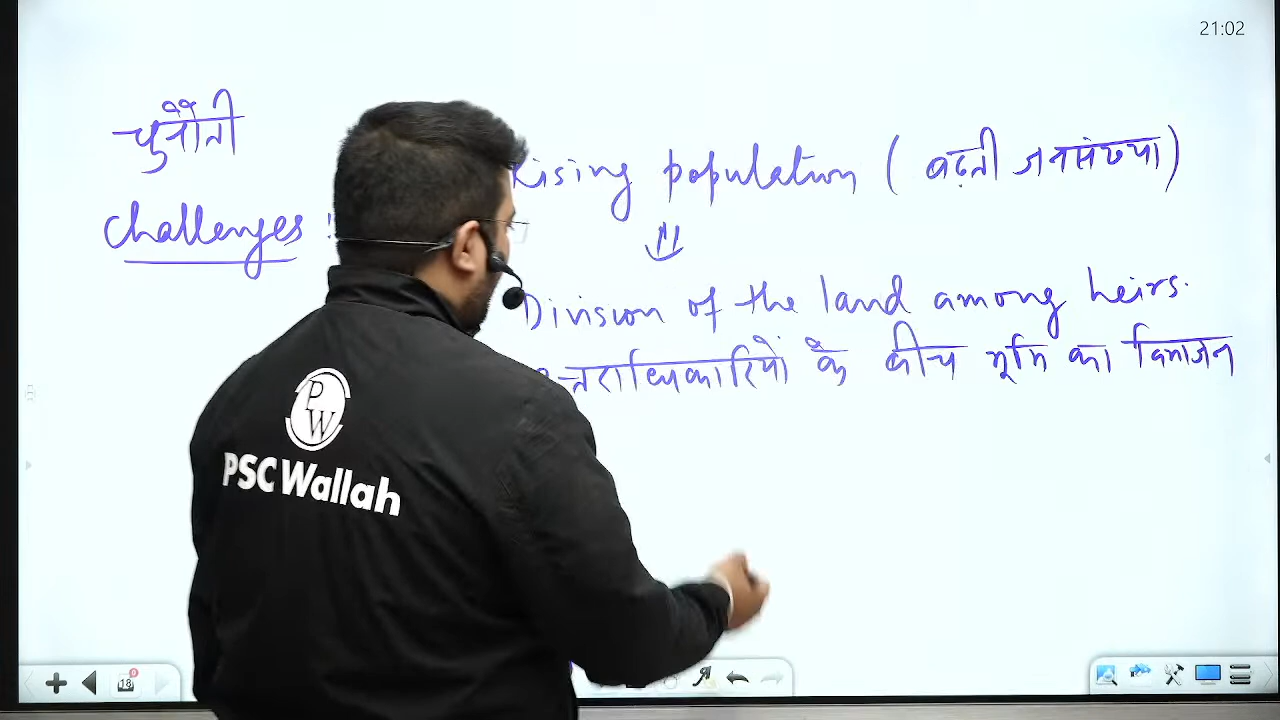 21:02
चुनौती
Challenges :
Rising population ( बढ़ती जनसंख्या )
Division of the land among heirs.
उत्तराधिकारियों के बीच भूमि का विभाजन
PW
PSC Wallah
18